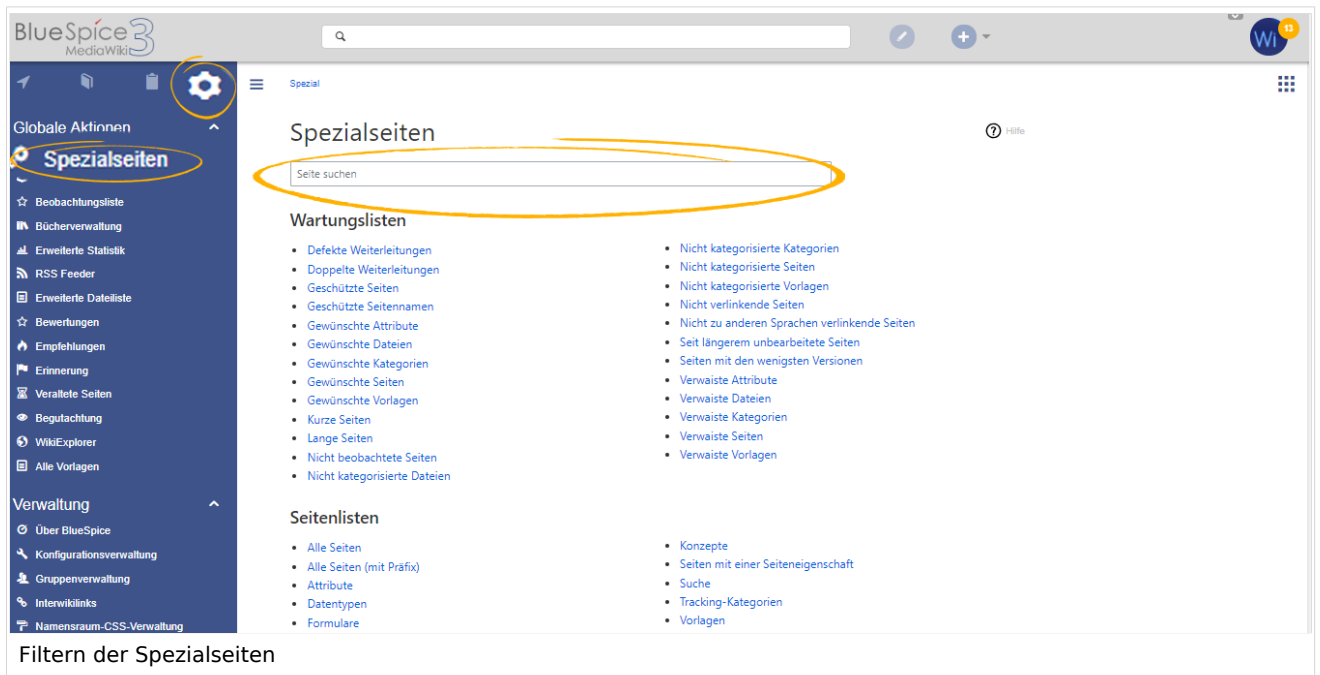 BlueSpice 3
MediaWiki
Wi
13
Spezial
Globale Aktionen
Spezialseiten
Beobachtungsliste
Bücherverwaltung
Erweiterte Statistik
RSS Feeder
Erweiterte Dateiliste
Bewertungen
Empfehlungen
Erinnerung
Veraltete Seiten
Begutachtung
WikiExplorer
Alle Vorlagen
Verwaltung
Über BlueSpice
Konfigurationsverwaltung
Gruppenverwaltung
Interwikilinks
Namensraum-CSS-Verwaltung
Spezialseiten
Hilfe
Seite suchen
Wartungslisten
Defekte Weiterleitungen
Doppelte Weiterleitungen
Geschützte Seiten
Geschützte Seitennamen
Gewünschte Attribute
Gewünschte Dateien
Gewünschte Kategorien
Gewünschte Seiten
Gewünschte Vorlagen
Kurze Seiten
Lange Seiten
Nicht beobachtete Seiten
Nicht kategorisierte Dateien
Nicht kategorisierte Kategorien
Nicht kategorisierte Seiten
Nicht kategorisierte Vorlagen
Nicht verlinkende Seiten
Nicht zu anderen Sprachen verlinkende Seiten
Seit längerem unbearbeitete Seiten
Seiten mit den wenigsten Versionen
Verwaiste Attribute
Verwaiste Dateien
Verwaiste Kategorien
Verwaiste Seiten
Verwaiste Vorlagen
Seitenlisten
Alle Seiten
Alle Seiten (mit Präfix)
Attribute
Datentypen
Formulare
Konzepte
Seiten mit einer Seiteneigenschaft
Suche
Tracking-Kategorien
Vorlagen
Filtern der Spezialseiten